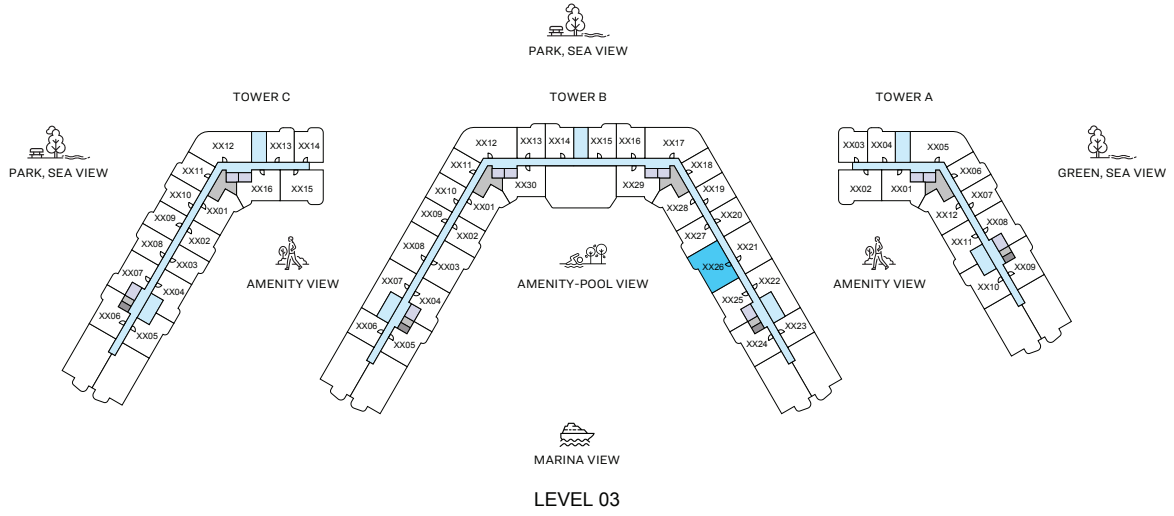 PARK, SEA VIEW
TOWER C
TOWER B
TOWER A
PARK, SEA VIEW
GREEN, SEA VIEW
XX12
XX13
XX14
XX11
XX16
XX15
XX10
XX01
XX09
XX02
XX08
XX03
XX07
XX04
XX06
XX05
XX12
XX13
XX14
XX15
XX16
XX17
XX11
XX18
XX30
XX29
XX10
XX01
XX28
XX19
XX09
XX02
XX27
XX20
XX08
XX03
XX26
XX21
XX07
XX04
XX25
XX22
XX06
XX05
XX24
XX23
XX03
XX04
XX05
XX02
XX01
XX06
XX12
XX07
XX11
XX08
XX10
XX09
AMENITY VIEW
AMENITY-POOL VIEW
AMENITY VIEW
MARINA VIEW
LEVEL 03